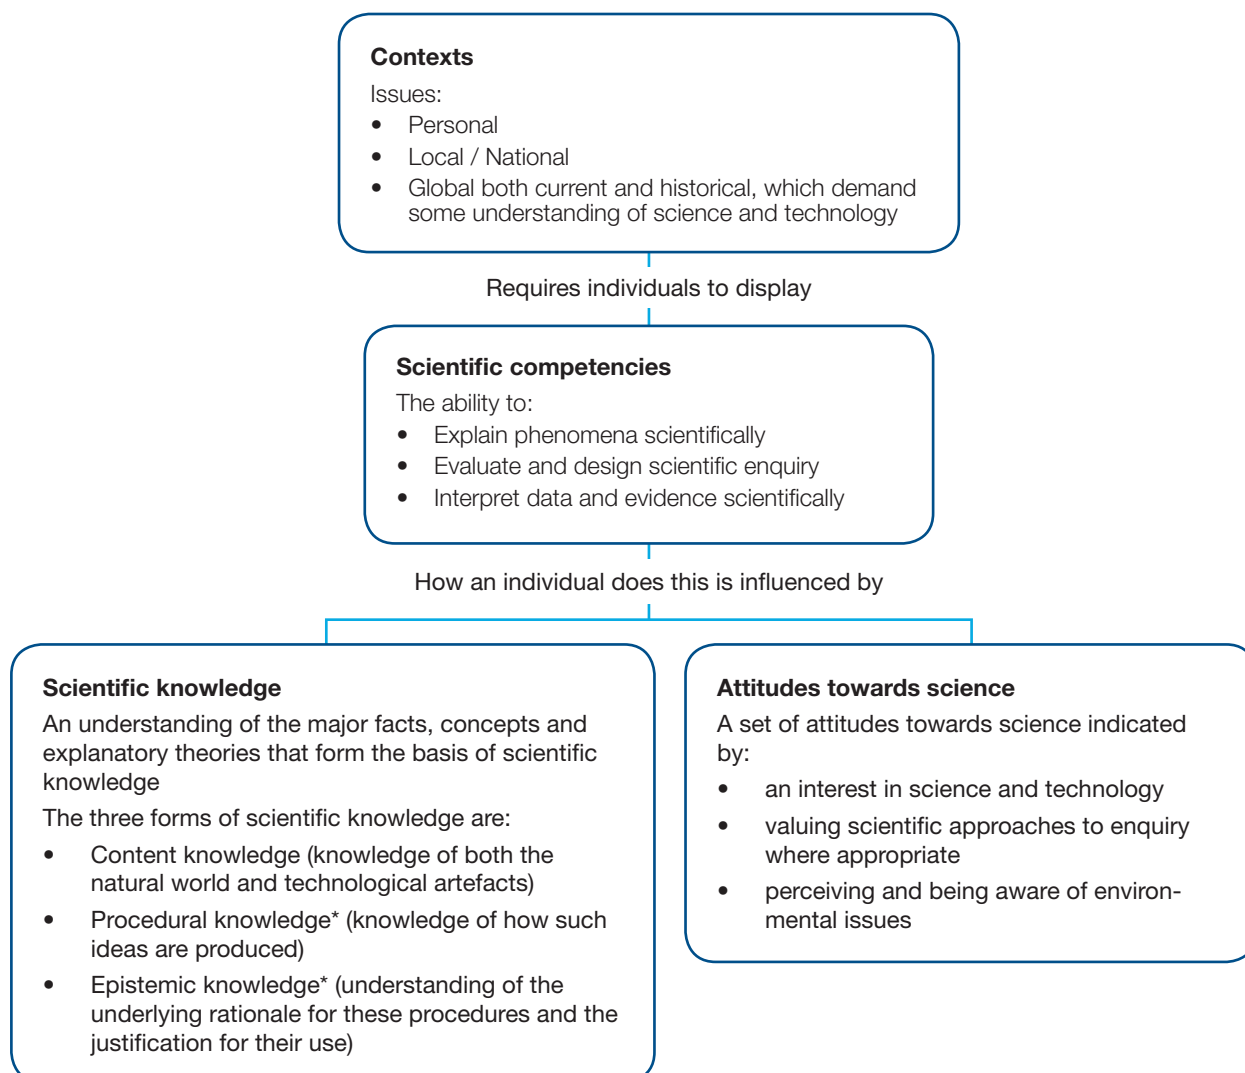 Contexts
Issues:
• Personal
• Local / National
• Global both current and historical, which demand
some understanding of science and technology
Requires individuals to display
Scientific competencies
The ability to:
• Explain phenomena scientifically
• Evaluate and design scientific enquiry
• Interpret data and evidence scientifically
How an individual does this is influenced by
Scientific knowledge
An understanding of the major facts, concepts and
explanatory theories that form the basis of scientific
knowledge
The three forms of scientific knowledge are:
• Content knowledge (knowledge of both the
natural world and technological artefacts)
• Procedural knowledge* (knowledge of how such
ideas are produced)
• Epistemic knowledge* (understanding of the
underlying rationale for these procedures and the
justification for their use)
Attitudes towards science
A set of attitudes towards science indicated
by:
• an interest in science and technology
• valuing scientific approaches to enquiry
where appropriate
• perceiving and being aware of environ-
mental issues